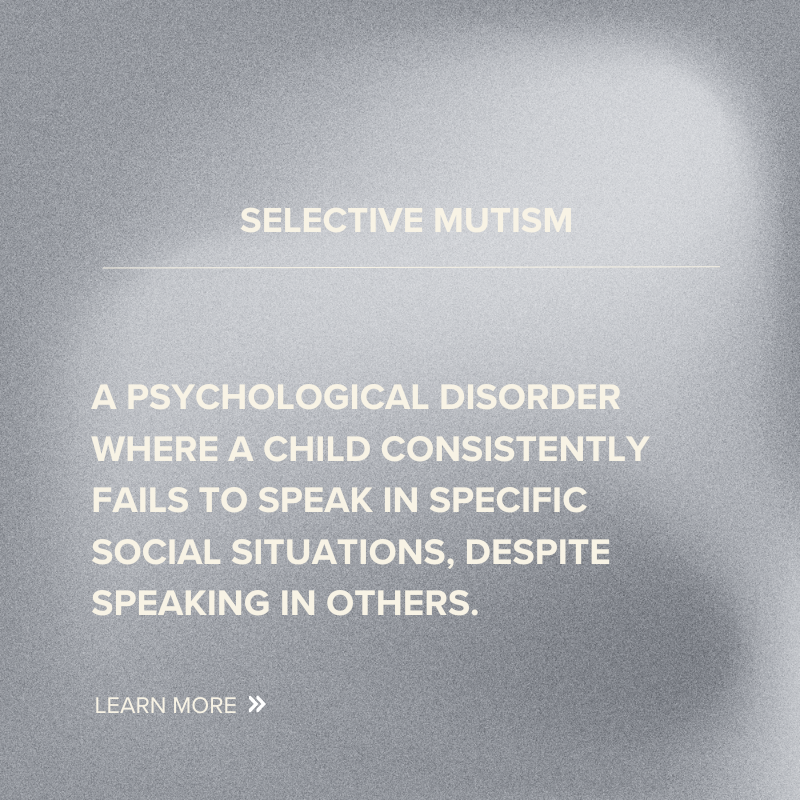 SELECTIVE MUTISM
A PSYCHOLOGICAL DISORDER
WHERE A CHILD CONSISTENTLY
FAILS TO SPEAK IN SPECIFIC
SOCIAL SITUATIONS, DESPITE
SPEAKING IN OTHERS.
LEARN MORE »